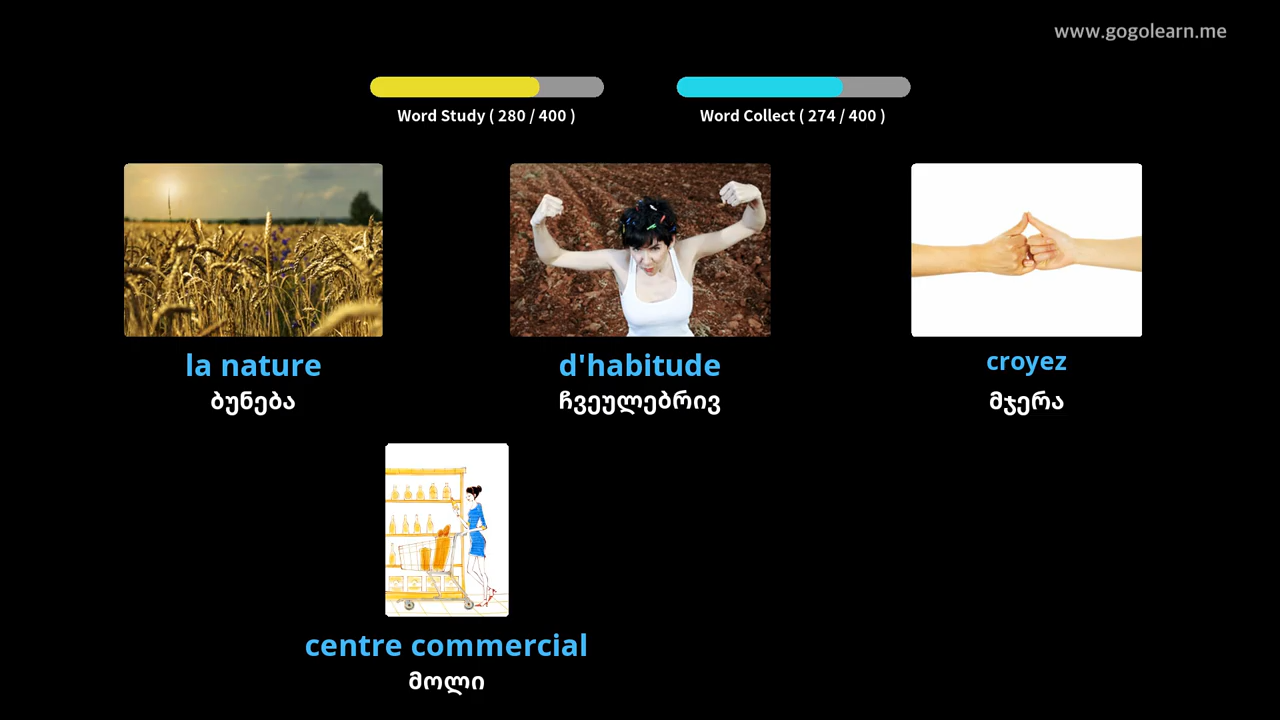 www.gogolearn.me
Word Study ( 280 / 400 )
Word Collect ( 274 / 400 )
la nature
ბუნება
d'habitude
ჩვეულებრივ
croyez
მჯერა
centre commercial
მოლი